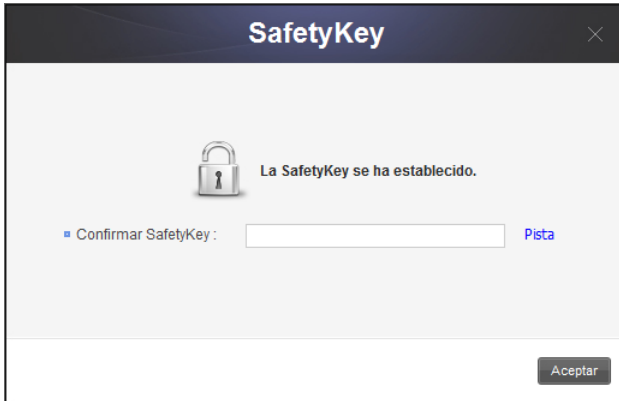 SafetyKey
La SafetyKey se ha establecido.
Confirmar SafetyKey :
Pista
Aceptar